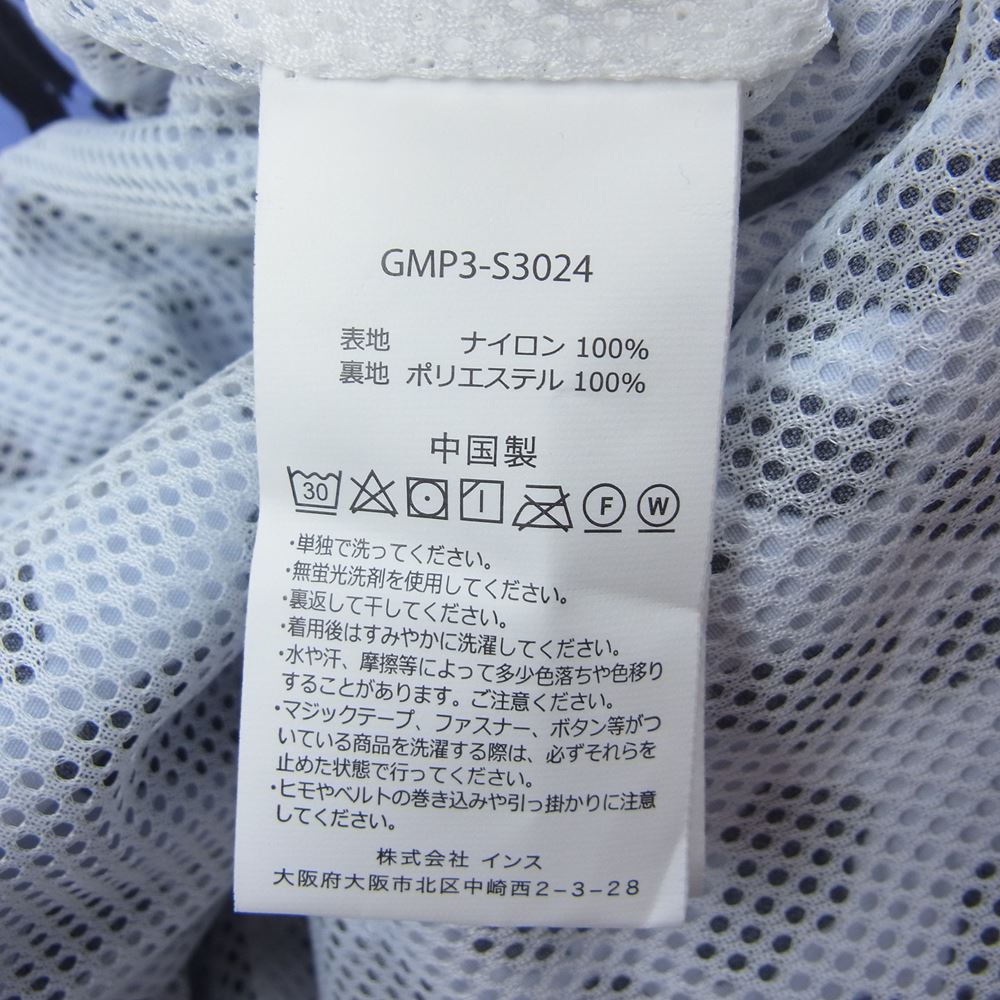 GMP3-S3024
表地 ナイロン 100%
裏地 ポリエステル 100%
中国製
30 F W
・単独で洗ってください。
・無蛍光洗剤を使用してください。
・裏返して干してください。
・着用後はすみやかに洗濯してください。
・水や汗、摩擦等によって多少色落ちや色移り
することがあります。ご注意ください。
・マジックテープ、ファスナー、ボタン等がつ
いている商品を洗濯する際は、必ずそれらを
止めた状態で行ってください。
・ヒモやベルトの巻き込みや引っ掛かりに注意
してください。
株式会社 インス
大阪府大阪市北区中崎西2-3-28